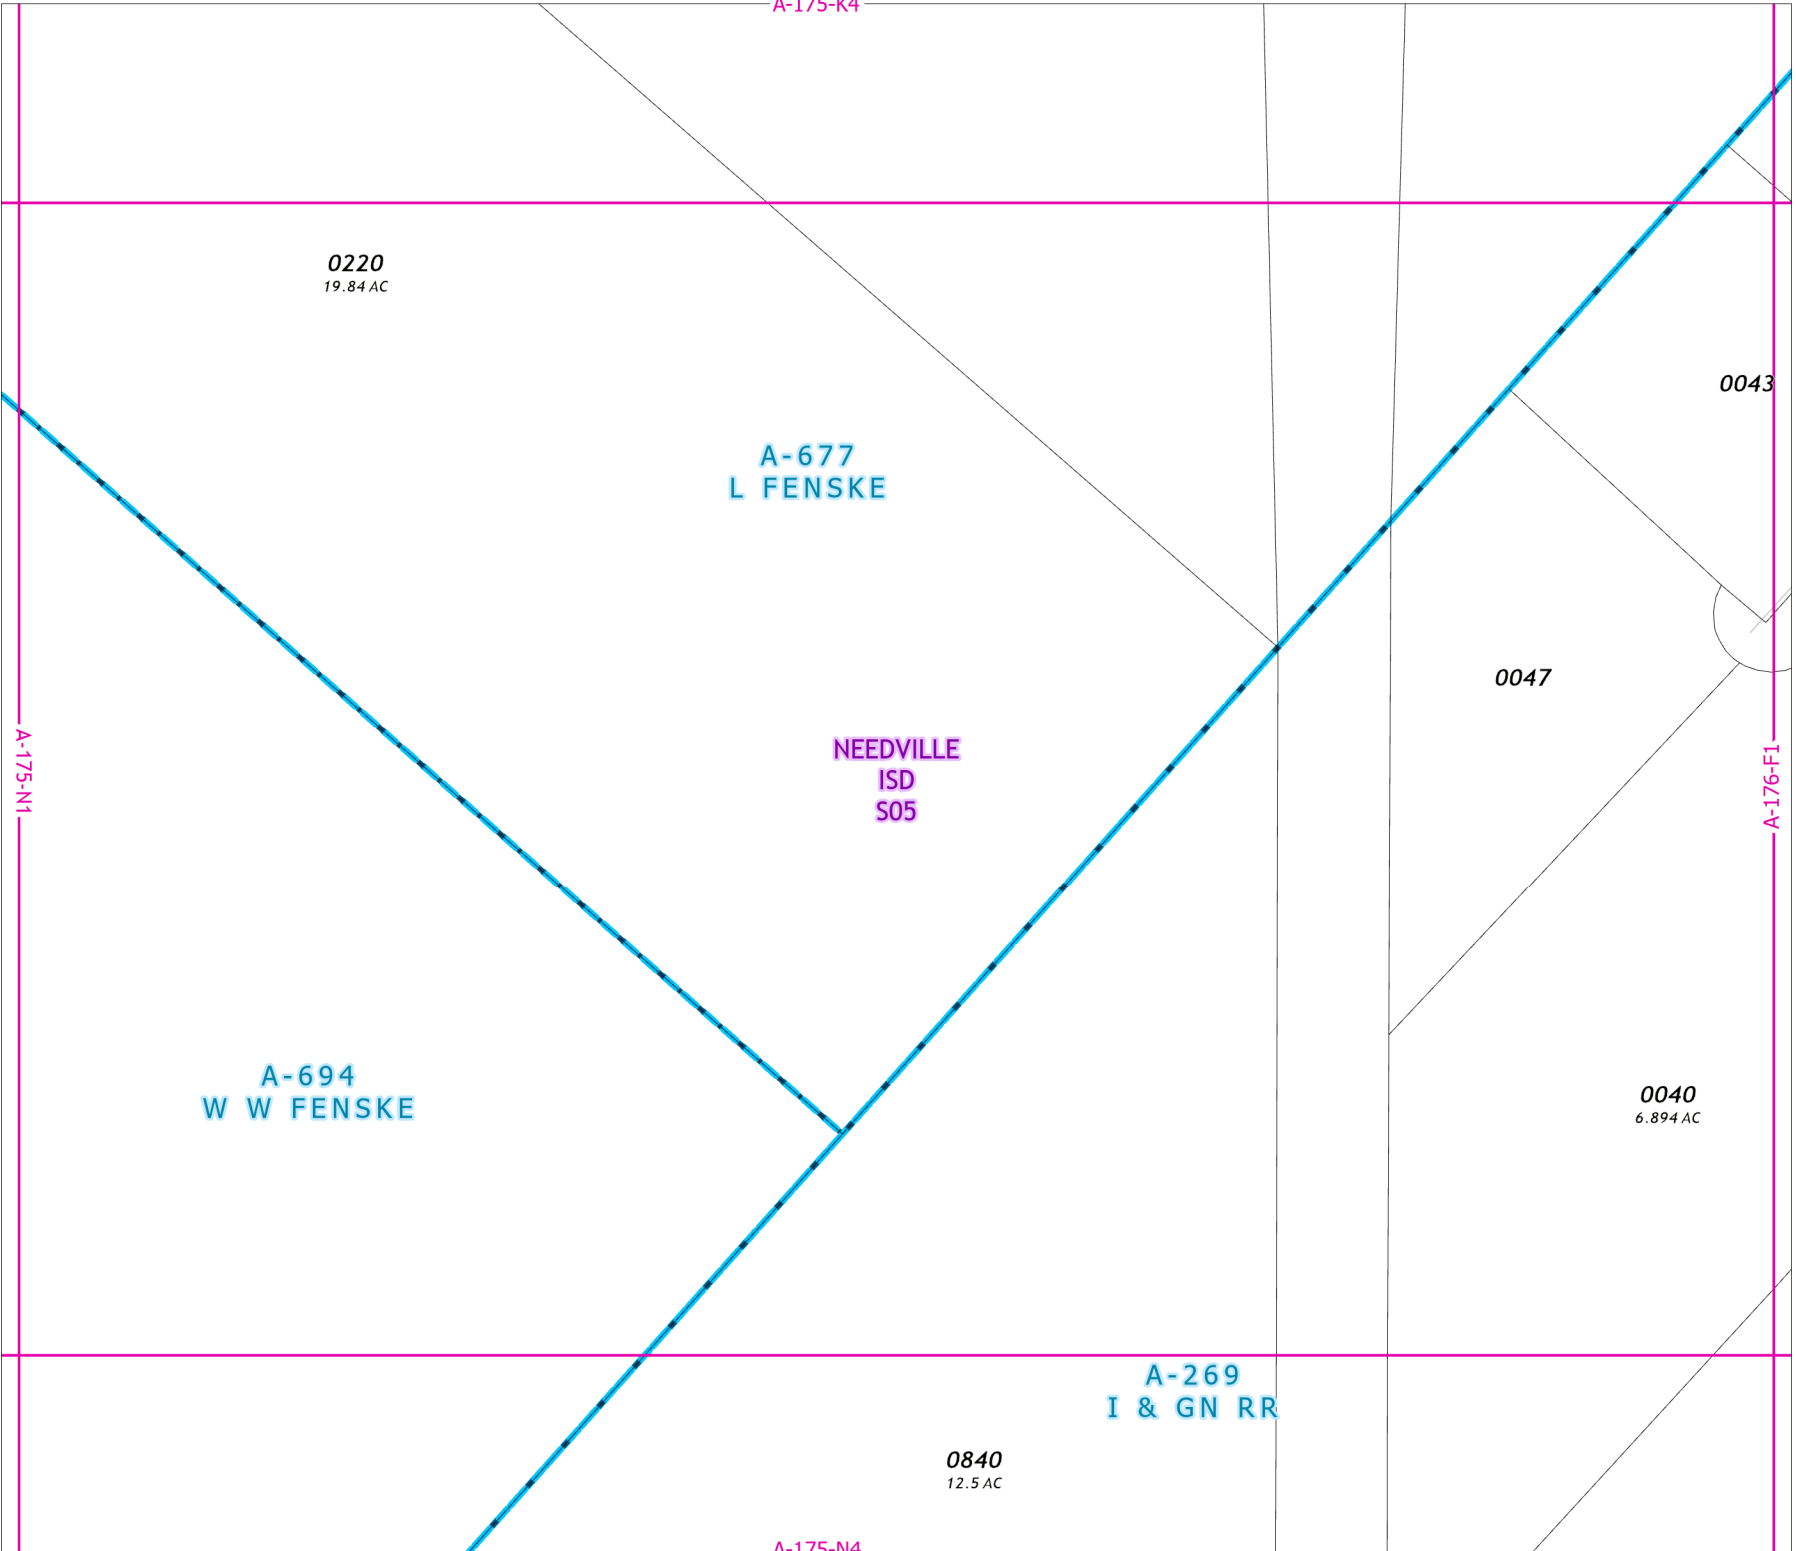 A-175-K4
0220
19.84 AC
0043
A-677
L FENSKE
0047
NEEDVILLE
ISD
S05
A-175-N1
A-176-F1
A-694
W W FENSKE
0040
6.894 AC
A-269
I & GN RR
0840
12.5 AC
A-175-N4